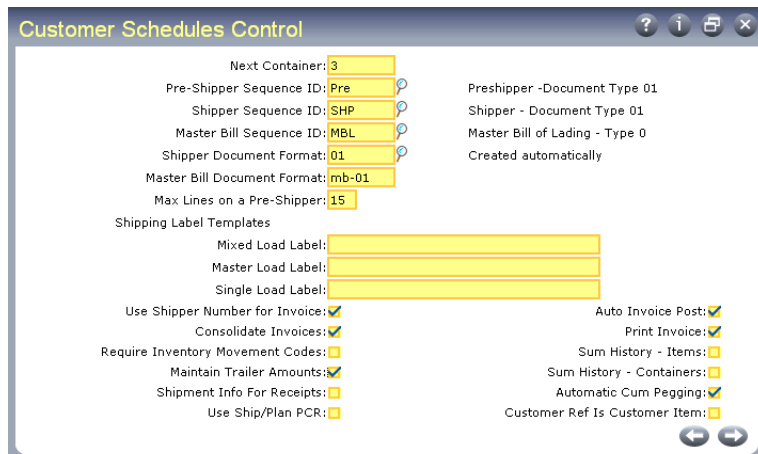 Customer Schedules Control ? i
Next Container: 3
Pre-Shipper Sequence ID: Pre Preshipper -Document Type 01
Shipper Sequence ID: SHP Shipper - Document Type 01
Master Bill Sequence ID: MBL Master Bill of Lading - Type 0
Shipper Document Format: 01 Created automatically
Master Bill Document Format: mb-01
Max Lines on a Pre-Shipper: 15
Shipping Label Templates
Mixed Load Label:
Master Load Label:
Single Load Label:
Use Shipper Number for Invoice: Auto Invoice Post:
Consolidate Invoices: Print Invoice:
Require Inventory Movement Codes: Sum History - Items:
Maintain Trailer Amounts: Sum History - Containers:
Shipment Info For Receipts: Automatic Cum Pegging:
Use Ship/Plan PCR: Customer Ref Is Customer Item: